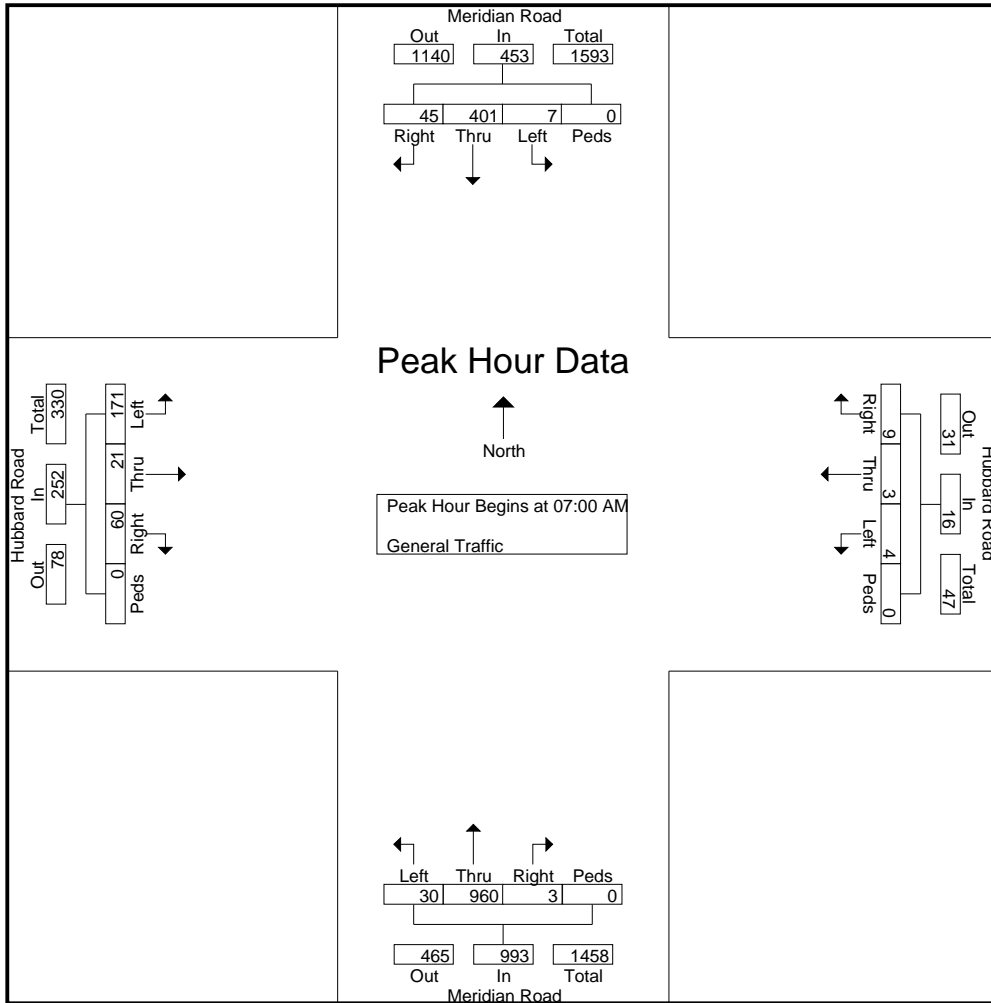 Meridian Road
Out In Total
1140 453 1593
45 401 7 0
Right Thru Left Peds
Peak Hour Data
North
Peak Hour Begins at 07:00 AM
General Traffic
Hubbard Road
Total In Out
330 252 78
171 21 60 0
Left Thru Right Peds
Right Thru Left Peds
9 3 4 0
31 16 47
Out In Total
Hubbard Road
Left Thru Right Peds
30 960 3 0
465 993 1458
Out In Total
Meridian Road